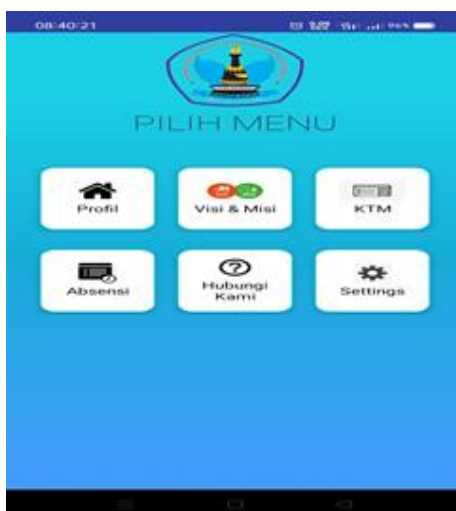 08:40:21
PILIH MENU
Profil
Visi & Misi
KTM
Absensi
Hubungi
Kami
Settings